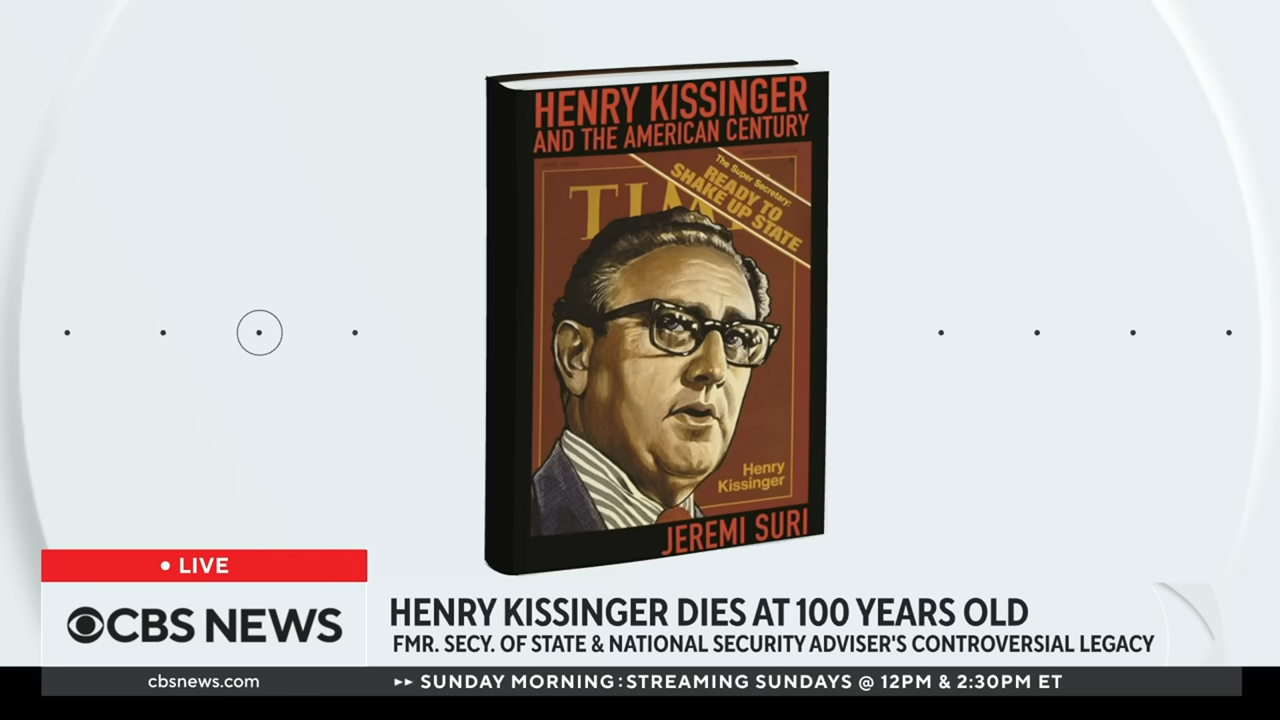 HENRY KISSINGER
AND THE AMERICAN CENTURY
The Super Secretary:
READY TO
SHAKE UP STATE
TIM
Henry
Kissinger
JEREMI SURI
• LIVE
CBS NEWS
HENRY KISSINGER DIES AT 100 YEARS OLD
FMR. SECY. OF STATE & NATIONAL SECURITY ADVISER'S CONTROVERSIAL LEGACY
cbsnews.com
SUNDAY MORNING: STREAMING SUNDAYS @ 12PM & 2:30PM ET